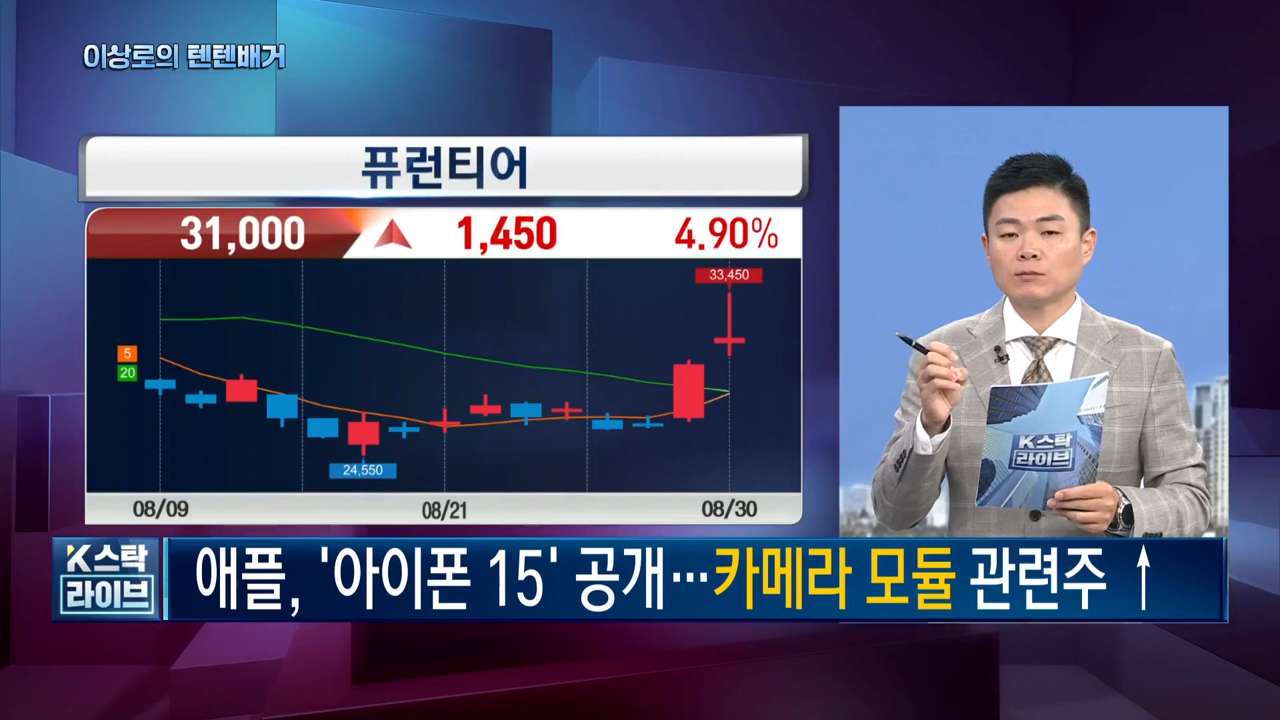 이상로의 텐텐배거
퓨런티어
31,000 ▲ 1,450 4.90%
33,450
5
20
24,550
08/09 08/21 08/30
K스탁
라이브
K스탁
라이브
애플, '아이폰 15' 공개…카메라 모듈 관련주 ↑